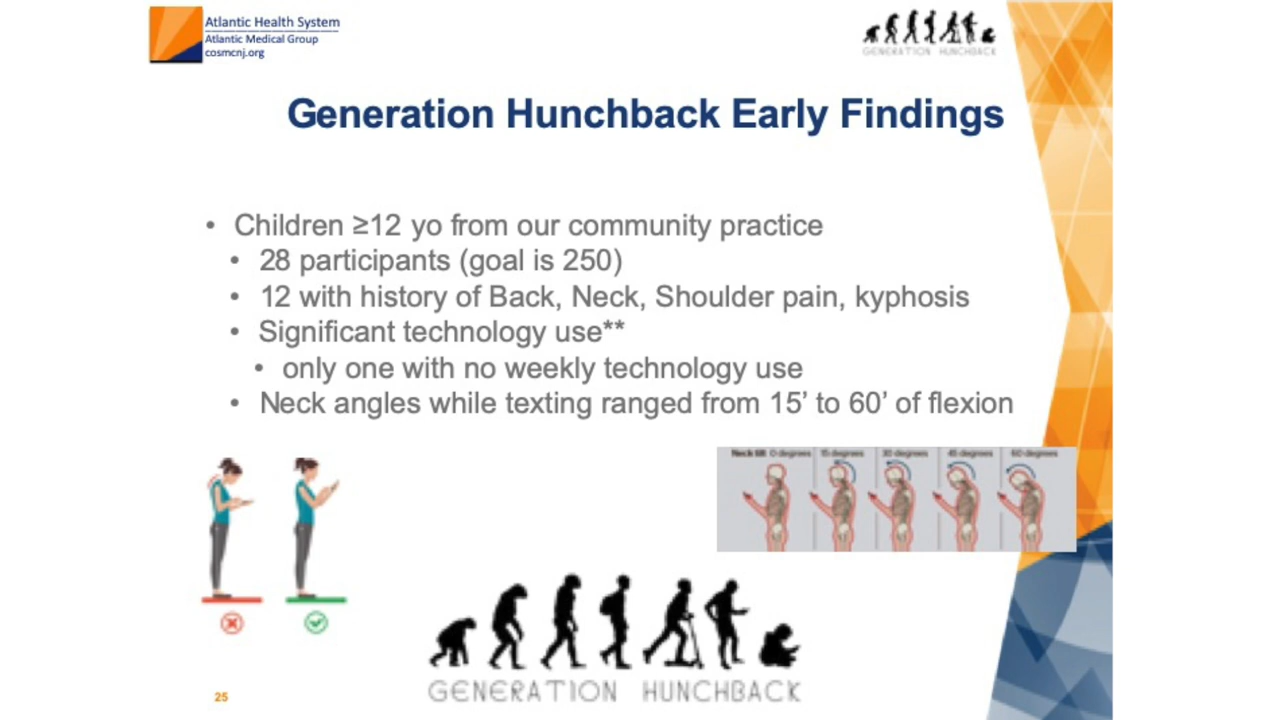 Atlantic Health System
Atlantic Medical Group
cosmcnj.org
GENERATION HUNCHBACK
Generation Hunchback Early Findings
• Children ≥12 yo from our community practice
• 28 participants (goal is 250)
• 12 with history of Back, Neck, Shoulder pain, kyphosis
• Significant technology use**
• only one with no weekly technology use
• Neck angles while texting ranged from 15’ to 60’ of flexion
Neck tilt 0 degrees 15 degrees 30 degrees 45 degrees 60 degrees
GENERATION HUNCHBACK
25